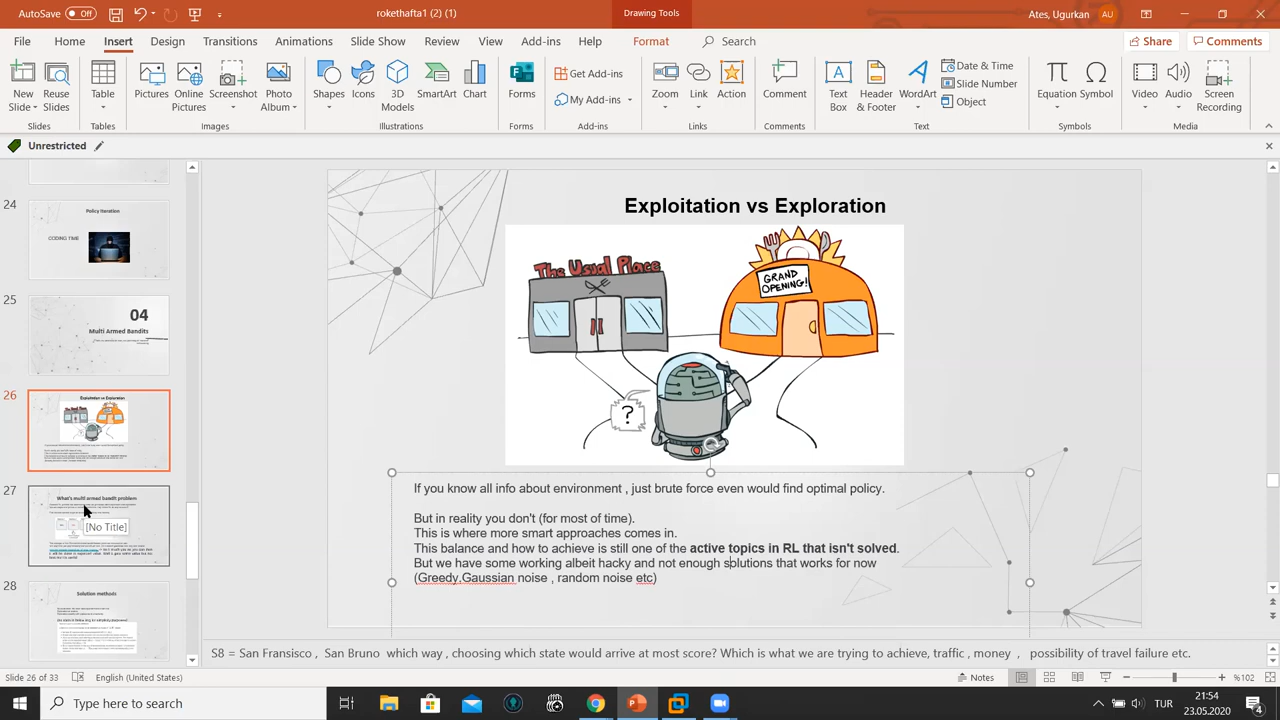 AutoSave Off
rokethafta1 (2) (1)
Drawing Tools
Ates, Ugurkan AU
File Home Insert Design Transitions Animations Slide Show Review View Add-ins Help Format Search Share Comments
New Slide Reuse Slides Table Pictures Online Pictures Screenshot Photo Album Shapes Icons 3D Models SmartArt Chart Forms Get Add-ins My Add-ins Zoom Link Action Comment Text Box Header & Footer WordArt Date & Time Slide Number Object Equation Symbol Video Audio Screen Recording
Slides Tables Images Illustrations Forms Add-ins Links Comments Text Symbols Media
Unrestricted
24
Policy Iteration
CODING TIME
25
04
Multi Armed Bandits
26
Exploitation vs Exploration
27
What's multi armed bandit problem
[No Title]
28
Solution methods
Exploitation vs Exploration
The Usual Place
GRAND
OPENING!
?
If you know all info about environment , just brute force even would find optimal policy.
But in reality you don't (for most of time).
This is where more smart approaches comes in.
This balance and how to achieve is still one of the active topics in RL that isn't solved.
But we have some working albeit hacky and not enough solutions that works for now
(Greedy,Gaussian noise , random noise etc)
S8 = San Fransisco , San Bruno which way , choosing which state would arrive at most score? Which is what we are trying to achieve, traffic , money , possibility of travel failure etc.
Slide 26 of 33 English (United States) Notes %102
Type here to search
TUR
21:54
23.05.2020
4